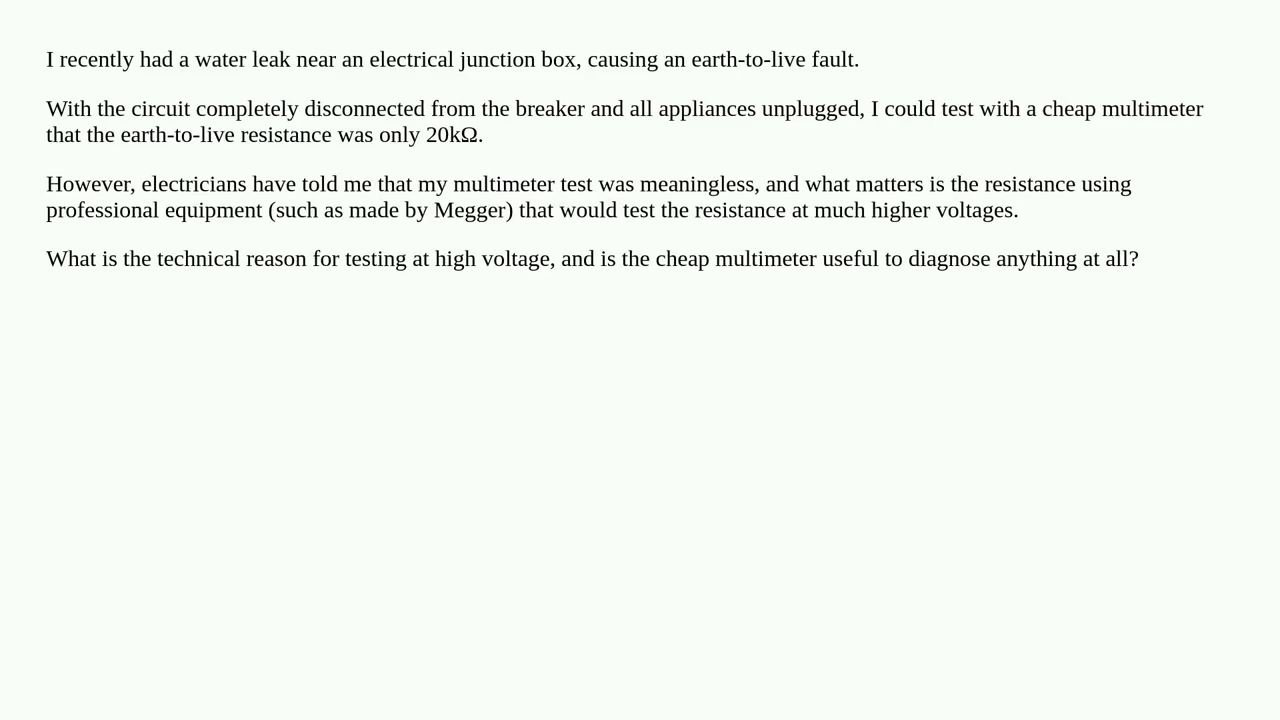 I recently had a water leak near an electrical junction box, causing an earth-to-live fault.
With the circuit completely disconnected from the breaker and all appliances unplugged, I could test with a cheap multimeter
that the earth-to-live resistance was only 20kΩ.
However, electricians have told me that my multimeter test was meaningless, and what matters is the resistance using
professional equipment (such as made by Megger) that would test the resistance at much higher voltages.
What is the technical reason for testing at high voltage, and is the cheap multimeter useful to diagnose anything at all?